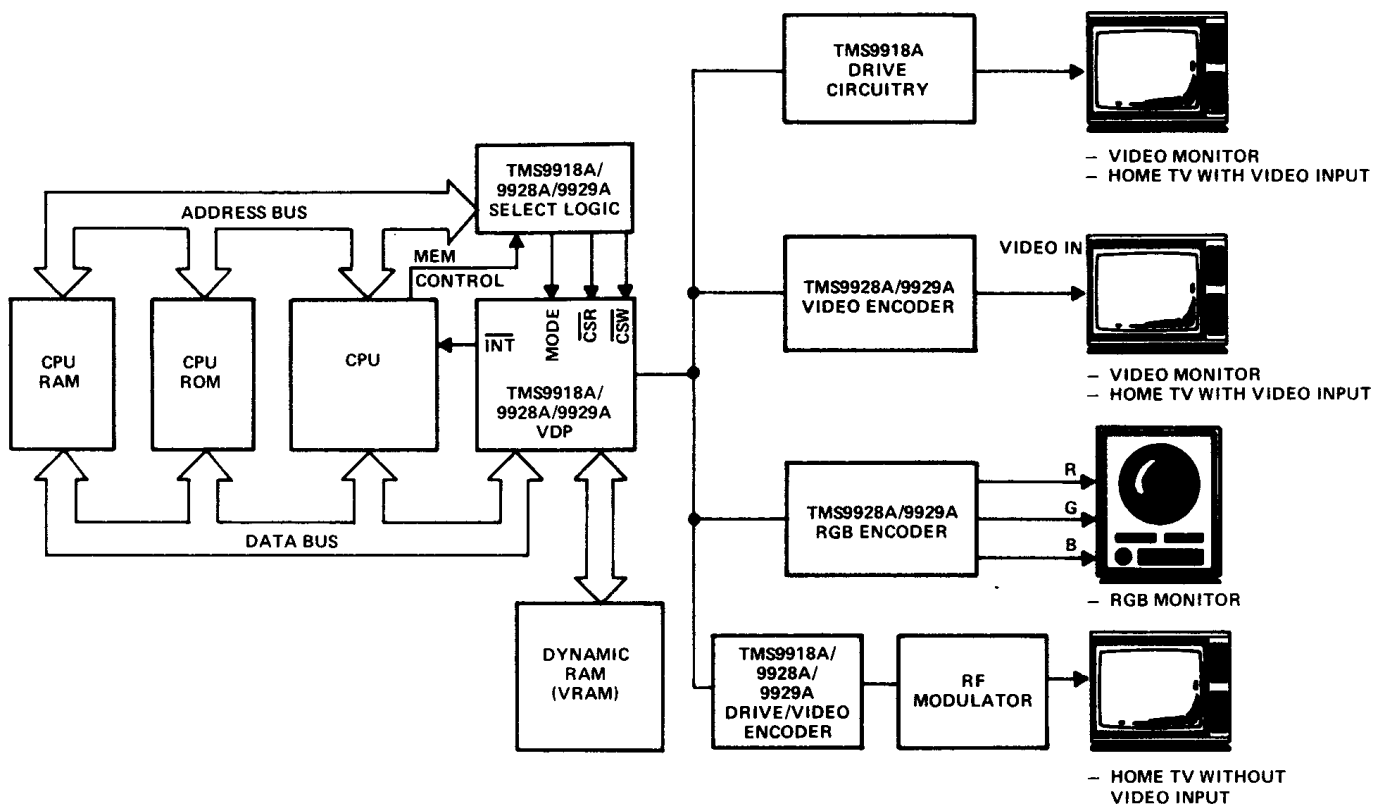 TMS9918A
DRIVE
CIRCUITRY
– VIDEO MONITOR
– HOME TV WITH VIDEO INPUT
TMS9918A/
9928A/9929A
SELECT LOGIC
ADDRESS BUS
MEM
CONTROL
VIDEO IN
TMS9928A/9929A
VIDEO ENCODER
– VIDEO MONITOR
– HOME TV WITH VIDEO INPUT
CPU
RAM
CPU
ROM
CPU
INT
MODE
CSR
CSW
TMS9918A/
9928A/9929A
VDP
DATA BUS
TMS9928A/9929A
RGB ENCODER
R
G
B
– RGB MONITOR
DYNAMIC
RAM
(VRAM)
TMS9918A/
9928A/
9929A
DRIVE/VIDEO
ENCODER
RF
MODULATOR
– HOME TV WITHOUT
VIDEO INPUT